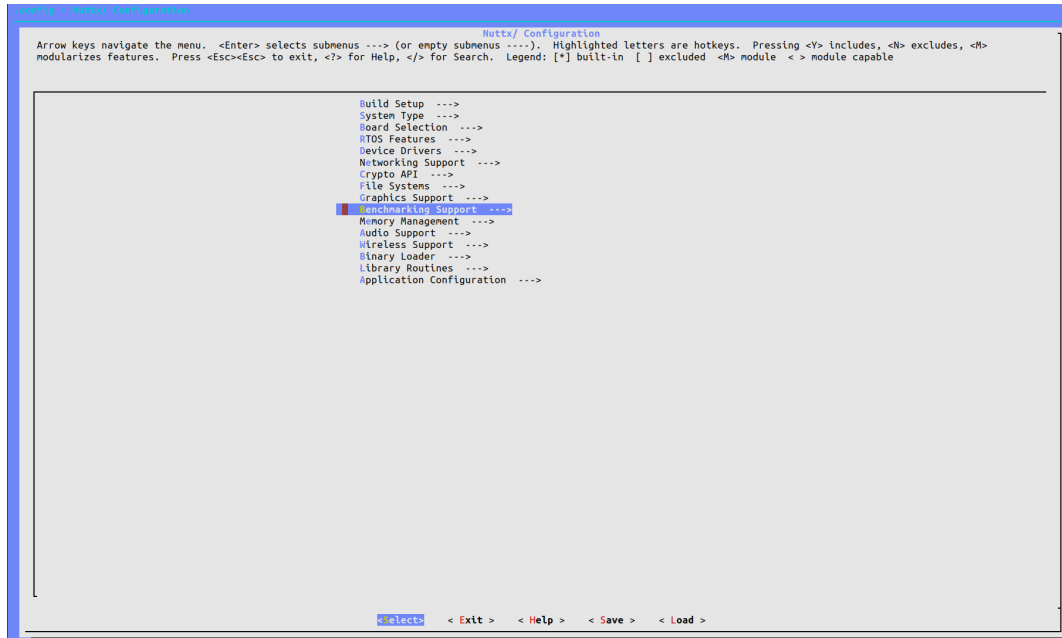 .config - Nuttx/ Configuration
Nuttx/ Configuration
Arrow keys navigate the menu.  <Enter> selects submenus ---> (or empty submenus ----).  Highlighted letters are hotkeys.  Pressing <Y> includes, <N> excludes, <M>
modularizes features.  Press <Esc><Esc> to exit, <?> for Help, </> for Search.  Legend: [*] built-in  [ ] excluded  <M> module  < > module capable
Build Setup  --->
System Type  --->
Board Selection  --->
RTOS Features  --->
Device Drivers  --->
Networking Support  --->
Crypto API  --->
File Systems  --->
Graphics Support  --->
Benchmarking Support  --->
Memory Management  --->
Audio Support  --->
Wireless Support  --->
Binary Loader  --->
Library Routines  --->
Application Configuration  --->
<Select>    < Exit >    < Help >    < Save >    < Load >